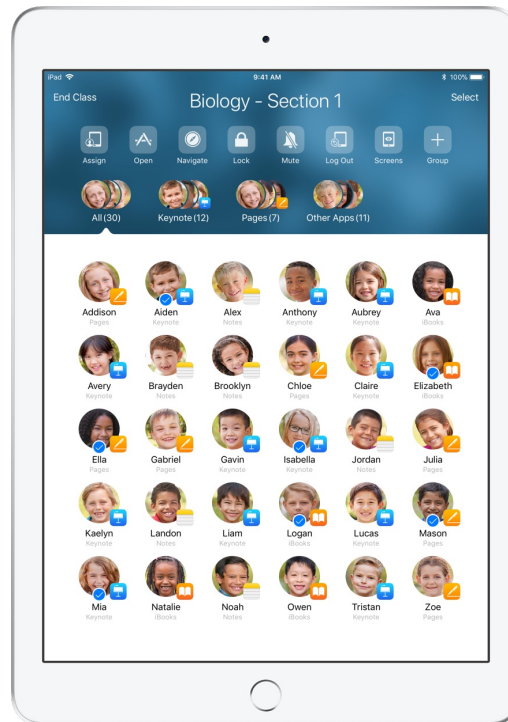 iPad 9:41 AM 100%
End Class Biology - Section 1 Select
Assign Open Navigate Lock Mute Log Out Screens Group
All (30) Keynote (12) Pages (7) Other Apps (11)
Addison Aiden Alex Anthony Aubrey Ava
Pages Keynote Notes Keynote Keynote iBooks
Avery Brayden Brooklyn Chloe Claire Elizabeth
Keynote Notes Notes Pages Keynote iBooks
Ella Gabriel Gavin Isabella Jordan Julia
Pages Pages Keynote Keynote Notes Pages
Kaelyn Landon Liam Logan Lucas Mason
Keynote Notes Keynote iBooks Keynote Pages
Mia Natalie Noah Owen Tristan Zoe
Keynote iBooks Notes iBooks Keynote Pages